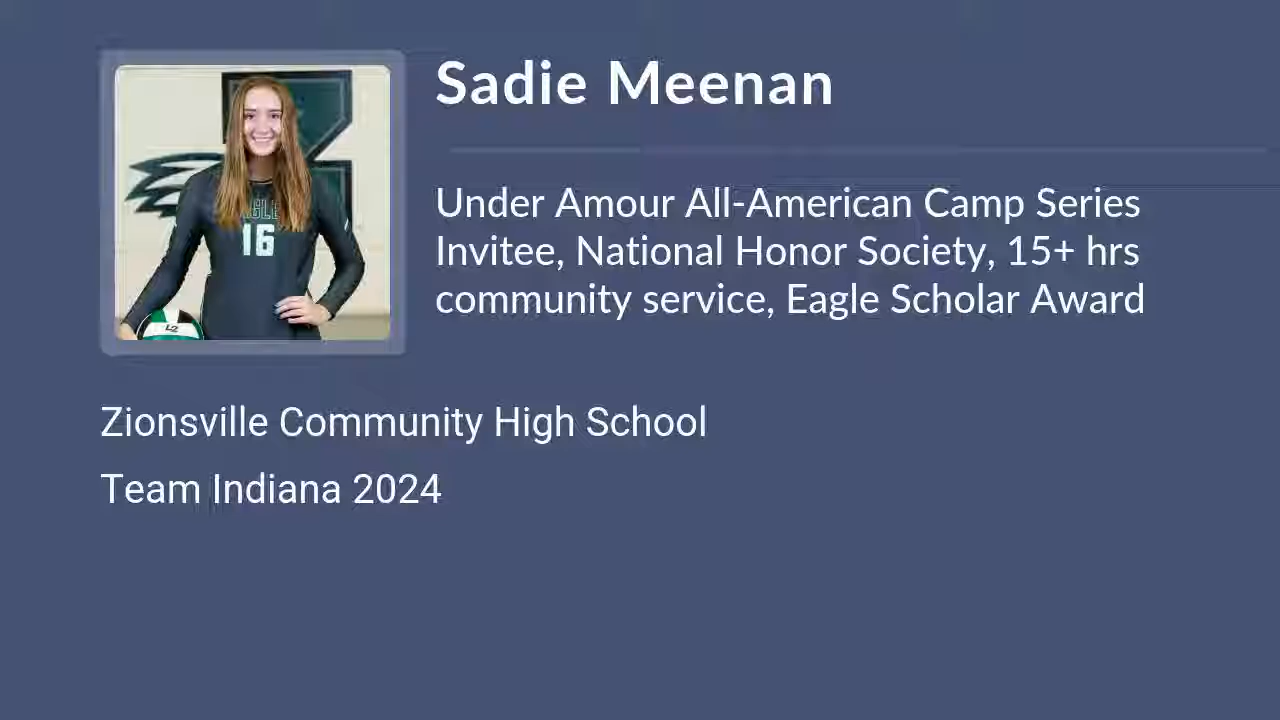 Sadie Meenan
Under Amour All-American Camp Series
Invitee, National Honor Society, 15+ hrs
community service, Eagle Scholar Award
16
Zionsville Community High School
Team Indiana 2024